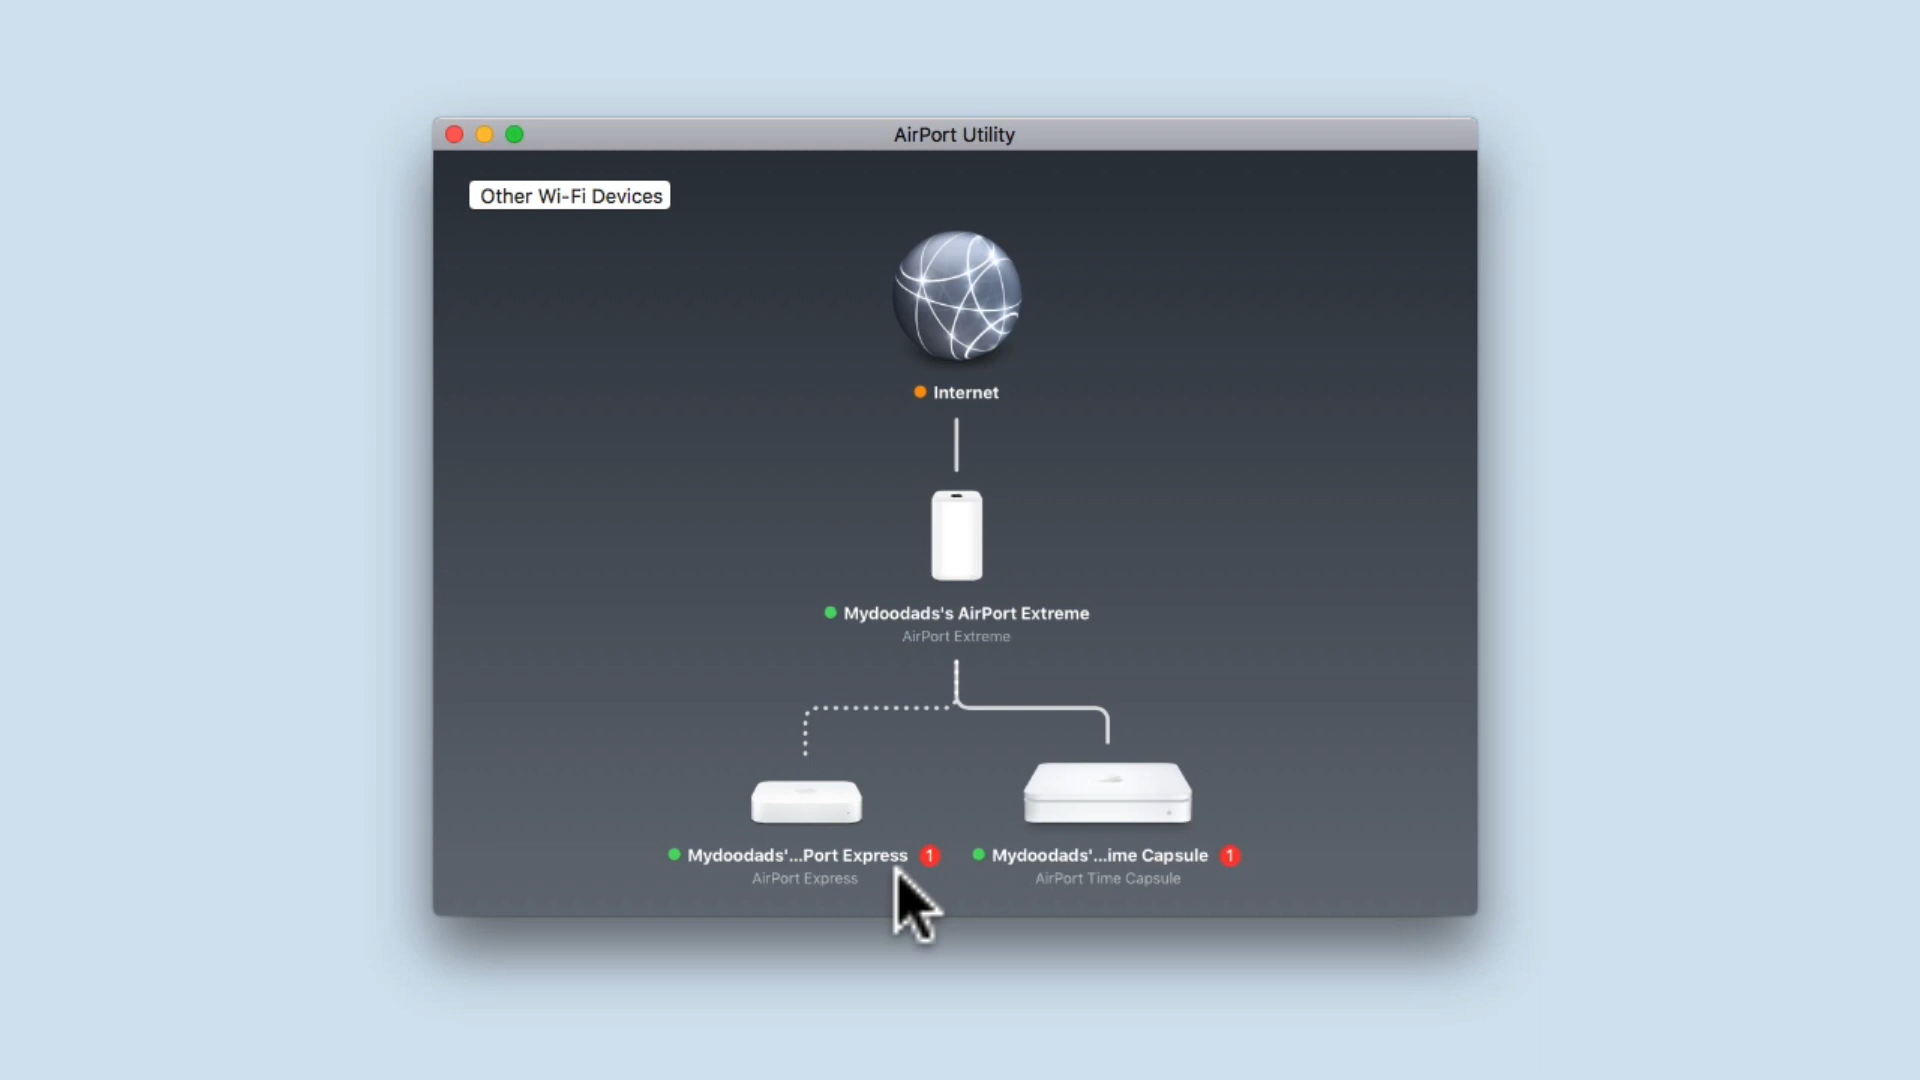 AirPort Utility
Other Wi-Fi Devices
Internet
Mydoodads's AirPort Extreme
AirPort Extreme
Mydoodads'...Port Express 1
AirPort Express
Mydoodads'...ime Capsule 1
AirPort Time Capsule